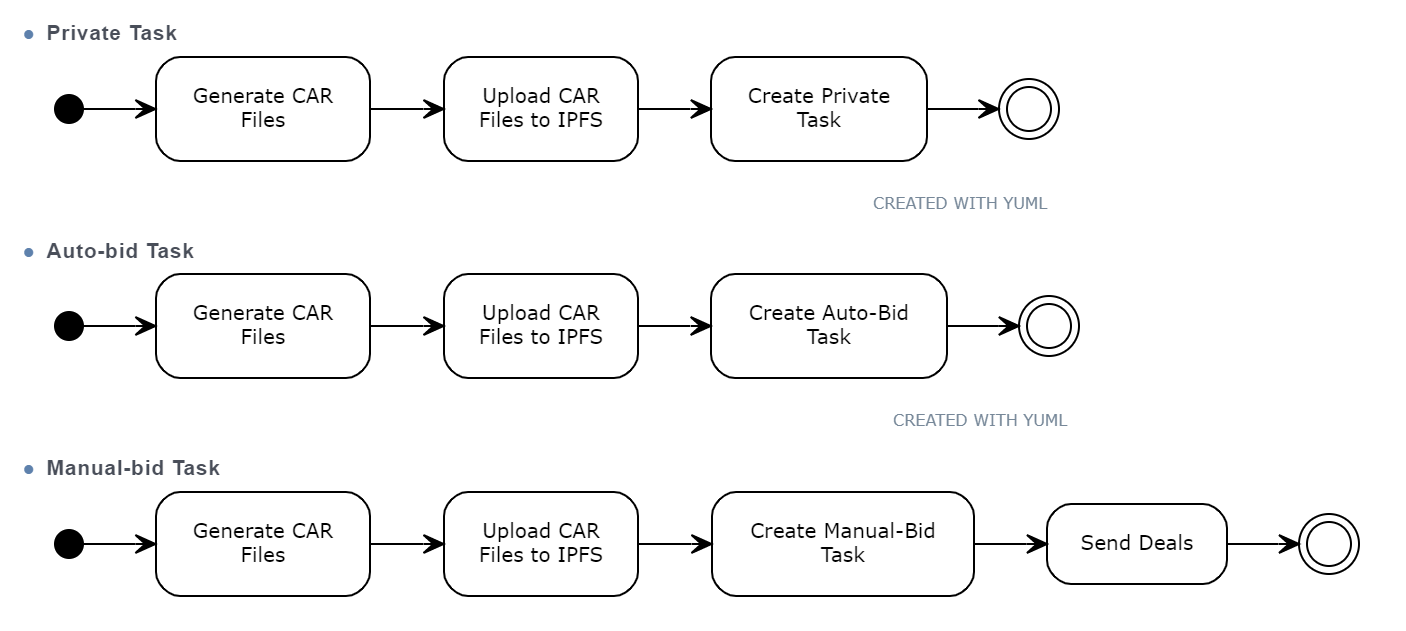 Private Task
Generate CAR
Files
Upload CAR
Files to IPFS
Create Private
Task
CREATED WITH YUML
Auto-bid Task
Generate CAR
Files
Upload CAR
Files to IPFS
Create Auto-Bid
Task
CREATED WITH YUML
Manual-bid Task
Generate CAR
Files
Upload CAR
Files to IPFS
Create Manual-Bid
Task
Send Deals